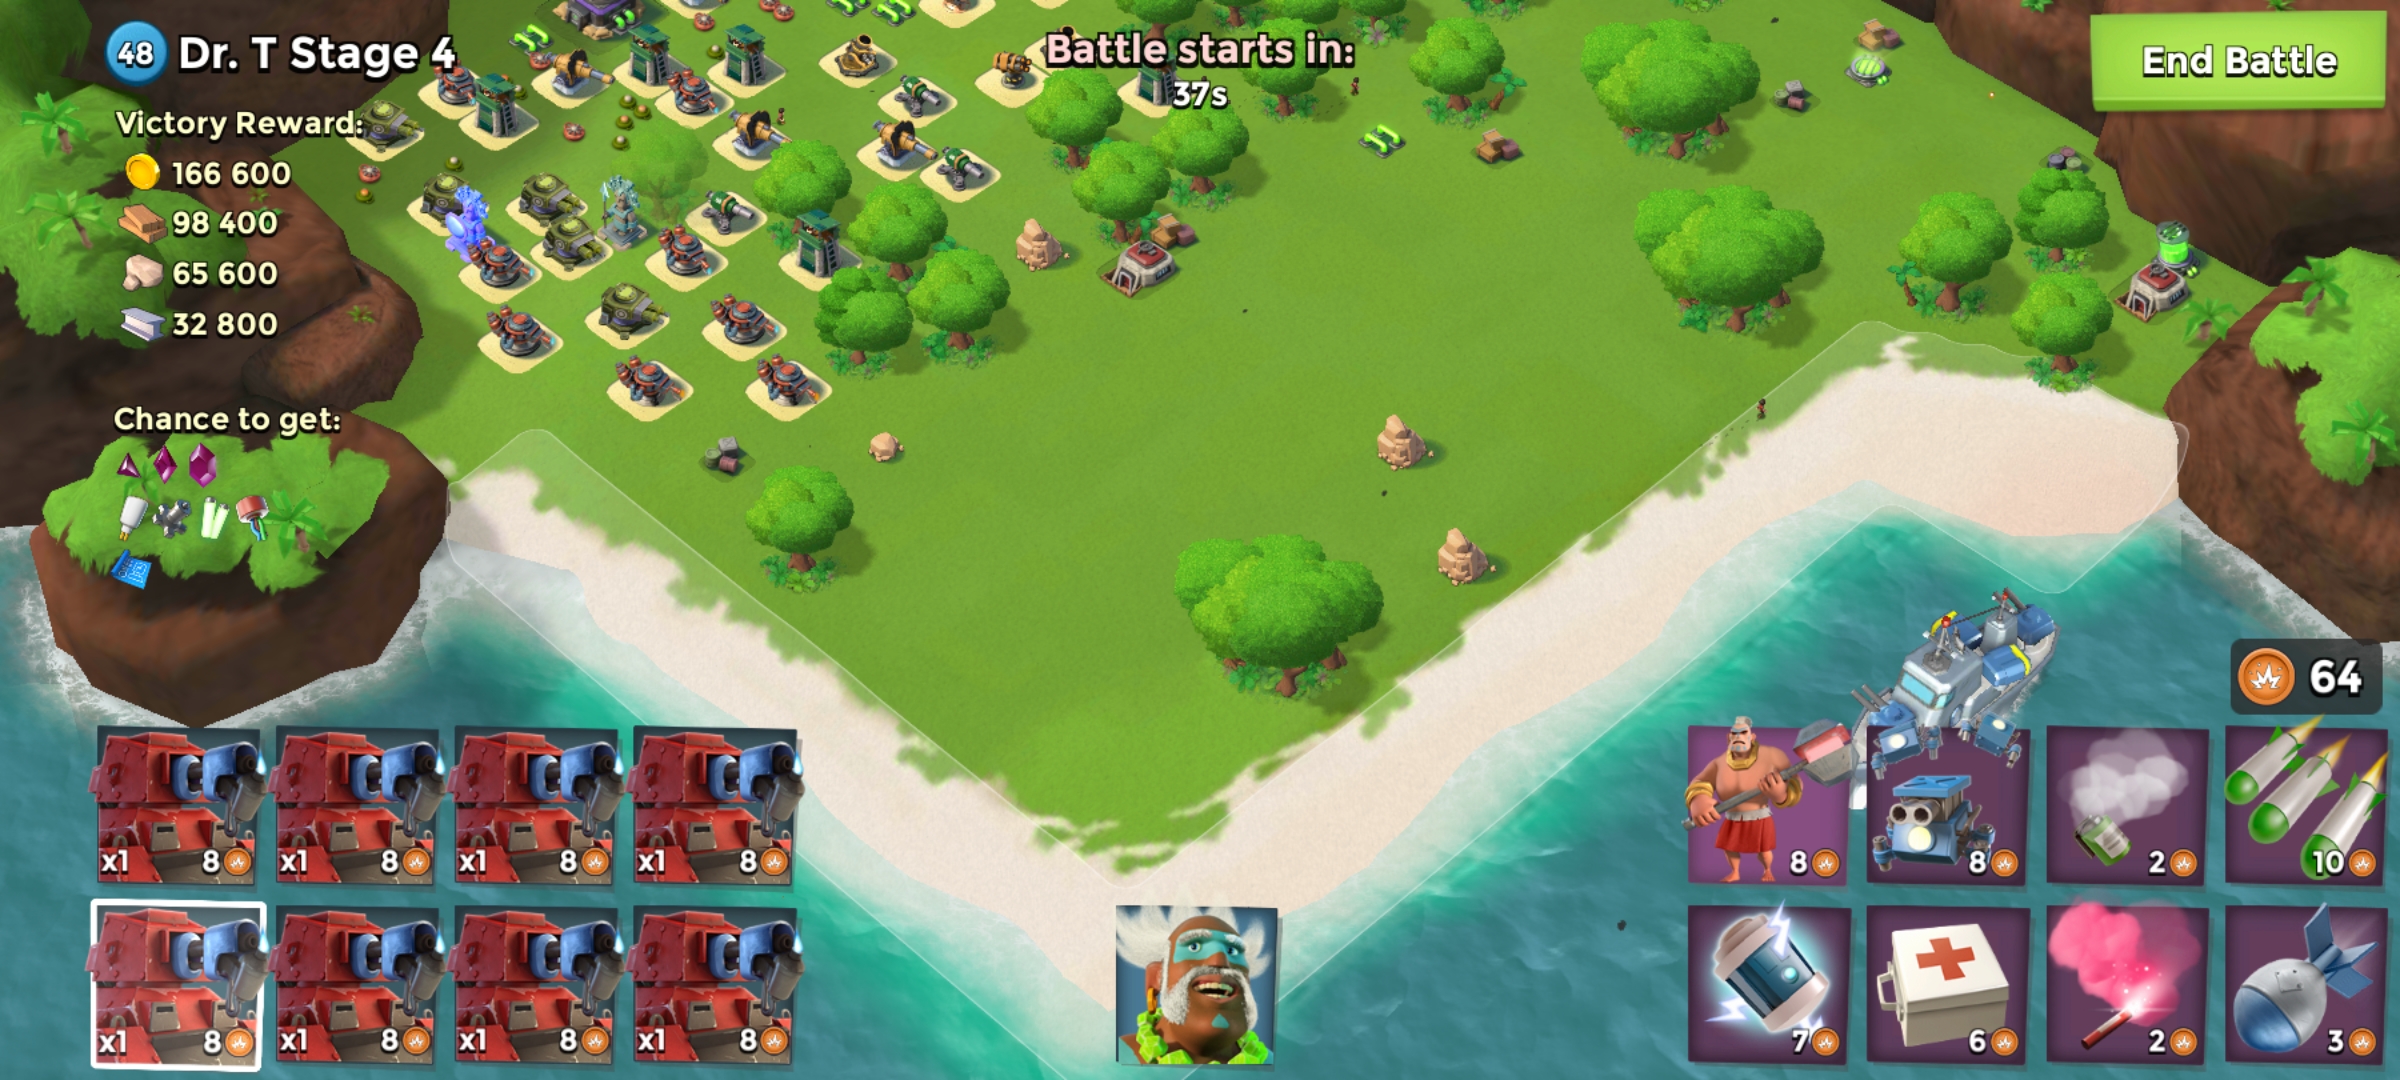 48 Dr. T Stage 4
Battle starts in:
37s
End Battle
Victory Reward:
166 600
98 400
65 600
32 800
Chance to get:
64
x1 8 x1 8 x1 8 x1 8
8 8 2 10
x1 8 x1 8 x1 8 x1 8
7 6 2 3